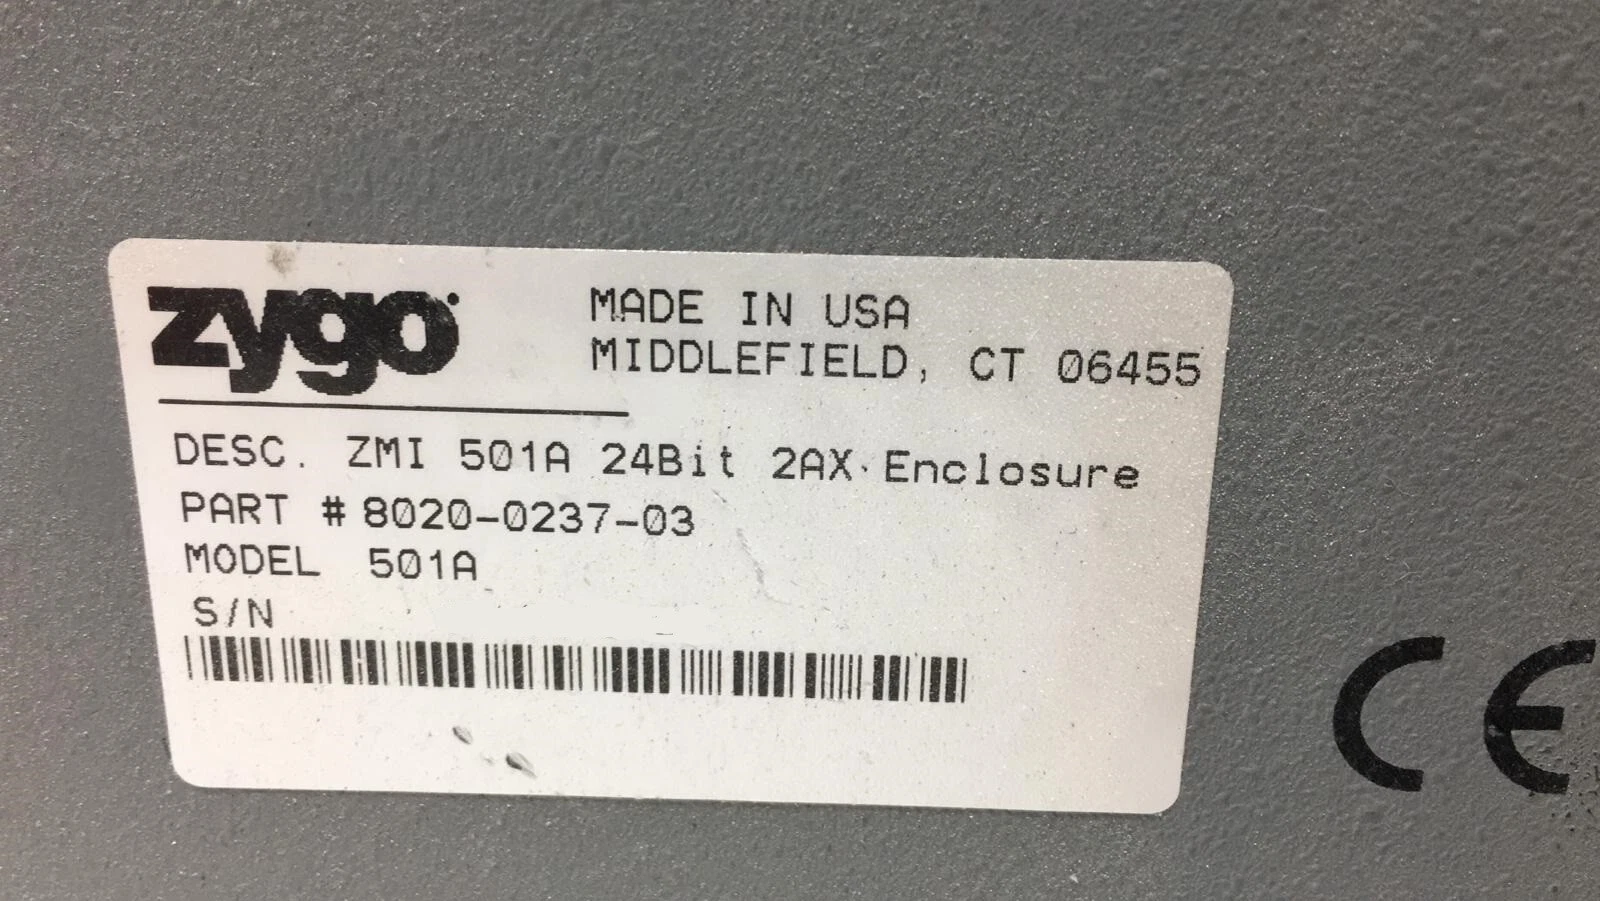 zygo
MADE IN USA
MIDDLEFIELD, CT 06455
DESC. ZMI 501A 24Bit 2AX Enclosure
PART # 8020-0237-03
MODEL 501A
S/N
CE